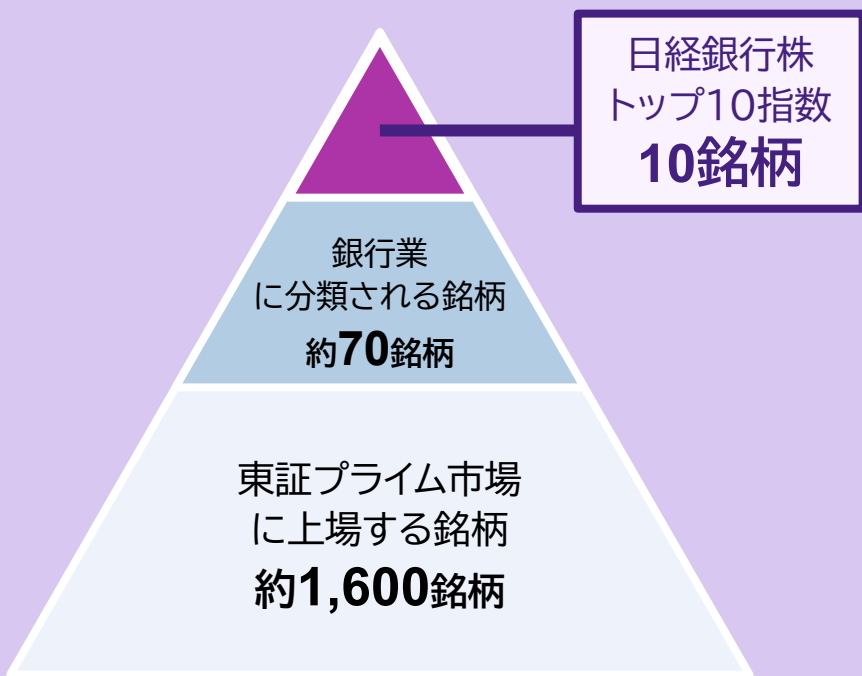 日経銀行株
トップ10指数
10銘柄
銀行業
に分類される銘柄
約70銘柄
東証プライム市場
に上場する銘柄
約1,600銘柄